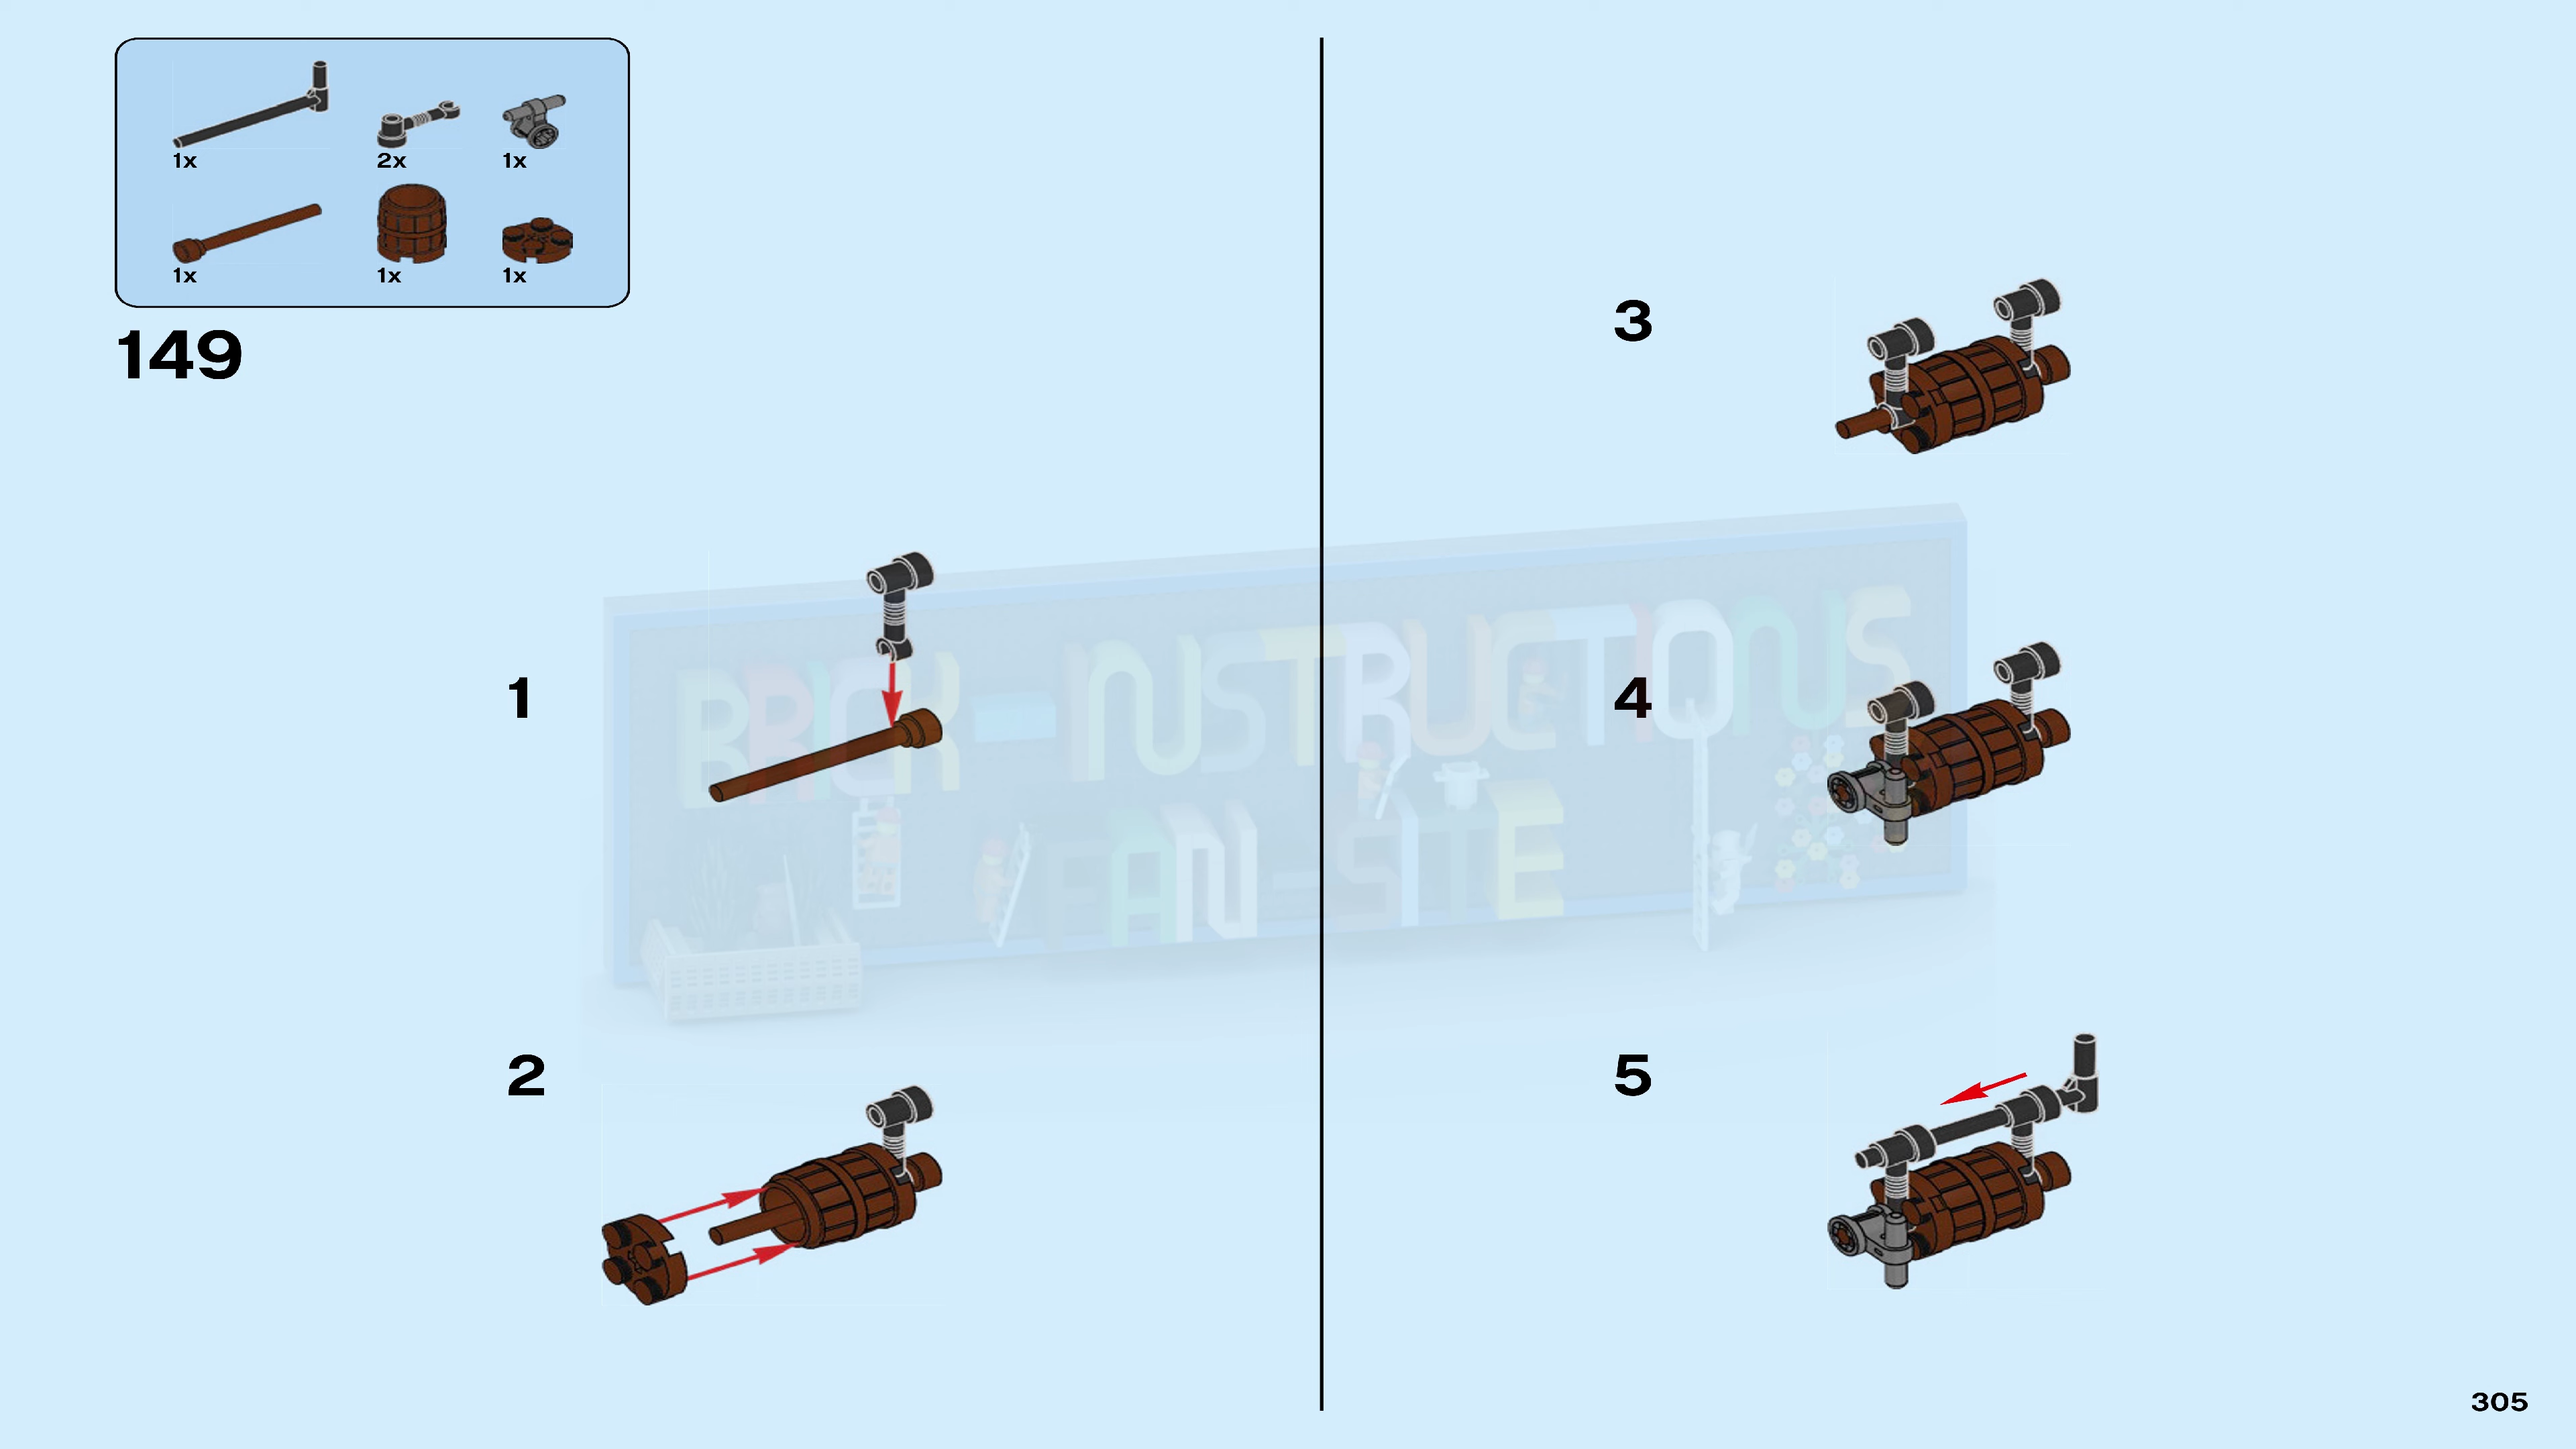 1x
2x
1x
1x
1x
1x
149
1
2
3
4
5
BRICK-INSTRUCTIONS
FAN-SITE
305